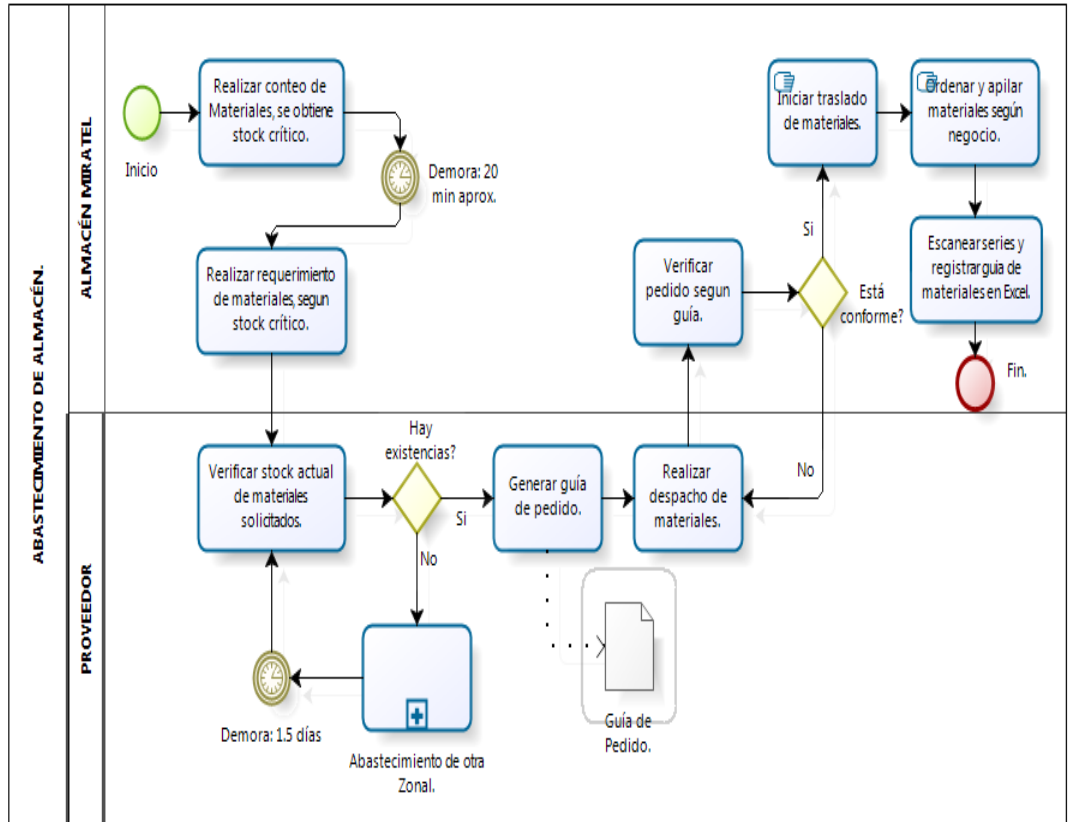 ABASTECIMIENTO DE ALMACÉN.
ALMACÉN MIRATEL
Inicio
Realizar conteo de
Materiales, se obtiene
stock crítico.
Demora: 20
min aprox.
Realizar requerimiento
de materiales, segun
stock crítico.
Verificar
pedido segun
guía.
Está
conforme?
Si
No
Iniciar traslado
de materiales.
Ordenar y apilar
materiales según
negocio.
Escanear series y
registrar guia de
materiales en Excel.
Fin.
PROVEEDOR
Verificar stock actual
de materiales
solicitados.
Hay
existencias?
Si
No
Generar guía
de pedido.
Realizar
despacho de
materiales.
Demora: 1.5 días
Abastecimiento de otra
Zonal.
Guía de
Pedido.